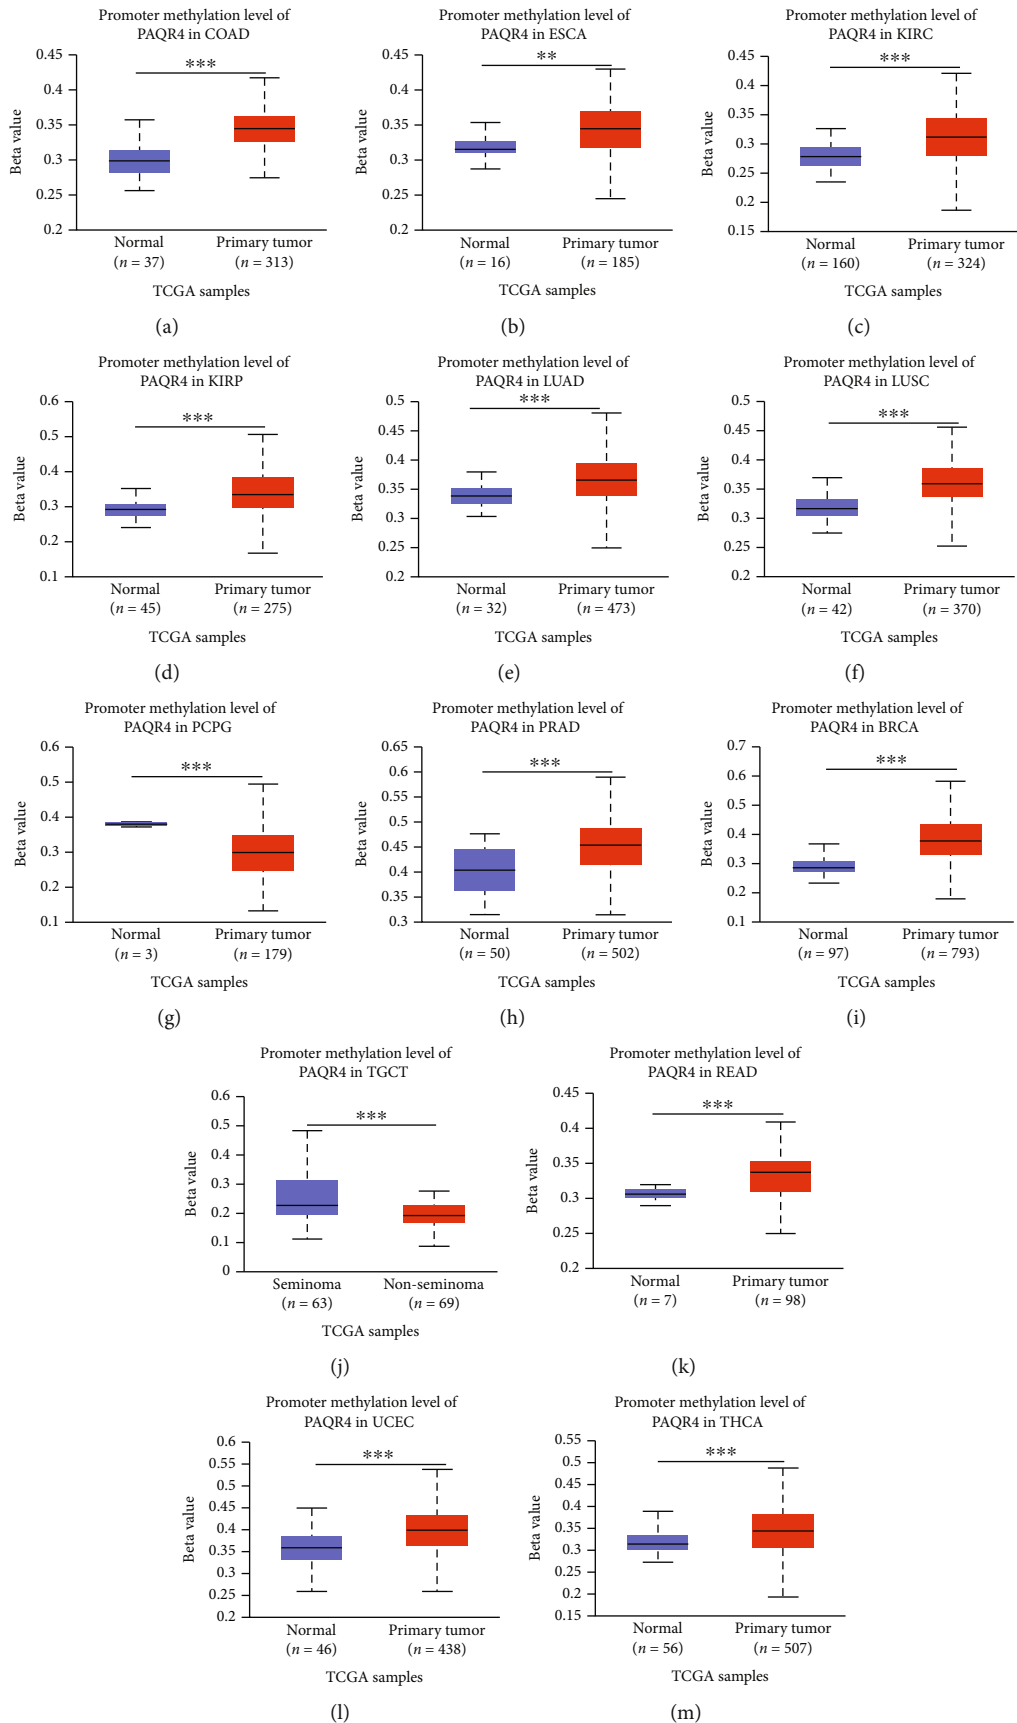 Promoter methylation level of
PAQR4 in COAD
0.45
0.35
0.3
0.25
0.2
Beta value
***
Normal
(n = 37)
Primary tumor
(n = 313)
TCGA samples
(a)
Promoter methylation level of
PAQR4 in ESCA
0.45
0.35
0.3
0.25
0.2
Beta value
**
Normal
(n = 16)
Primary tumor
(n = 185)
TCGA samples
(b)
Promoter methylation level of
PAQR4 in KIRC
0.45
0.35
0.3
0.25
0.15
Beta value
***
Normal
(n = 160)
Primary tumor
(n = 324)
TCGA samples
(c)
Promoter methylation level of
PAQR4 in KIRP
0.6
0.5
0.4
0.3
0.2
0.1
Beta value
***
Normal
(n = 45)
Primary tumor
(n = 275)
TCGA samples
(d)
Promoter methylation level of
PAQR4 in LUAD
0.5
0.45
0.4
0.35
0.3
0.25
0.2
Beta value
***
Normal
(n = 32)
Primary tumor
(n = 473)
TCGA samples
(e)
Promoter methylation level of
PAQR4 in LUSC
0.5
0.45
0.4
0.35
0.3
0.25
0.2
Beta value
***
Normal
(n = 42)
Primary tumor
(n = 370)
TCGA samples
(f)
Promoter methylation level of
PAQR4 in PCPG
0.6
0.5
0.4
0.3
0.2
0.1
Beta value
***
Normal
(n = 3)
Primary tumor
(n = 179)
TCGA samples
(g)
Promoter methylation level of
PAQR4 in PRAD
0.65
0.6
0.55
0.5
0.45
0.4
0.35
0.3
Beta value
***
Normal
(n = 50)
Primary tumor
(n = 502)
TCGA samples
(h)
Promoter methylation level of
PAQR4 in BRCA
0.7
0.6
0.5
0.4
0.3
0.2
0.1
Beta value
***
Normal
(n = 97)
Primary tumor
(n = 793)
TCGA samples
(i)
Promoter methylation level of
PAQR4 in TGCT
0.6
0.5
0.4
0.3
0.2
0.1
0
Beta value
***
Seminoma
(n = 63)
Non-seminoma
(n = 69)
TCGA samples
(j)
Promoter methylation level of
PAQR4 in READ
0.45
0.35
0.3
0.25
0.2
Beta value
***
Normal
(n = 7)
Primary tumor
(n = 98)
(k)
Promoter methylation level of
PAQR4 in UCEC
0.6
0.55
0.5
0.45
0.4
0.35
0.3
0.25
0.2
Beta value
***
Normal
(n = 46)
Primary tumor
(n = 438)
TCGA samples
(l)
Promoter methylation level of
PAQR4 in THCA
0.55
0.5
0.45
0.4
0.35
0.3
0.25
0.2
0.15
Beta value
***
Normal
(n = 56)
Primary tumor
(n = 507)
TCGA samples
(m)